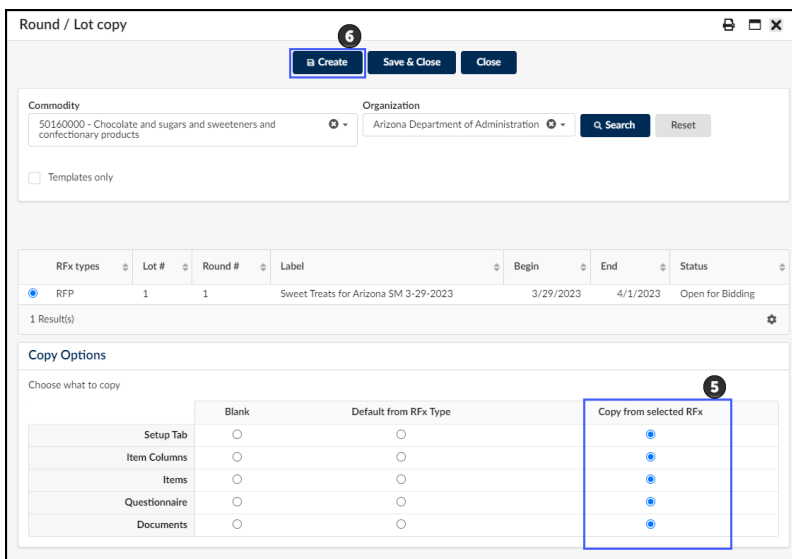 Round / Lot copy
6
Create Save & Close Close
Commodity Organization
50160000 - Chocolate and sugars and sweeteners and
confectionary products
Arizona Department of Administration
Search Reset
Templates only
RFx types Lot # Round # Label Begin End Status
RFP 1 1 Sweet Treats for Arizona SM 3-29-2023 3/29/2023 4/1/2023 Open for Bidding
1 Result(s)
Copy Options
Choose what to copy
5
Blank Default from RFx Type Copy from selected RFx
Setup Tab
Item Columns
Items
Questionnaire
Documents